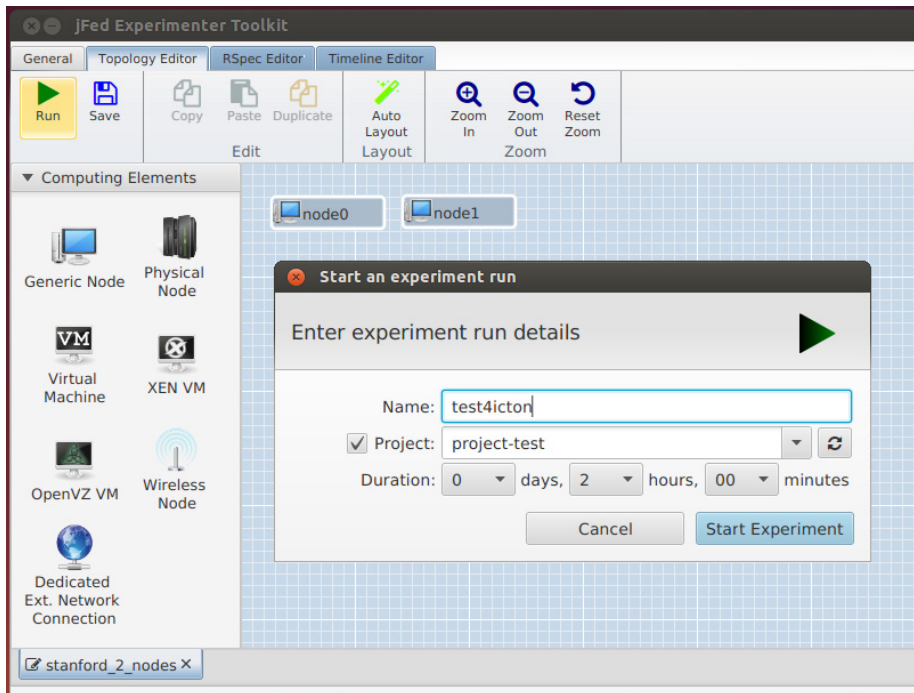 jFed Experimenter Toolkit
General Topology Editor RSpec Editor Timeline Editor
Run Save Copy Paste Duplicate Auto Layout Zoom In Zoom Out Reset Zoom
Edit Layout Zoom
Computing Elements
Generic Node
Physical
Node
VM
Virtual
Machine
XEN VM
OpenVZ VM
Wireless
Node
Dedicated
Ext. Network
Connection
node0 node1
Start an experiment run
Enter experiment run details
Name: test4icton
Project: project-test
Duration: 0 days, 2 hours, 00 minutes
Cancel Start Experiment
stanford_2_nodes